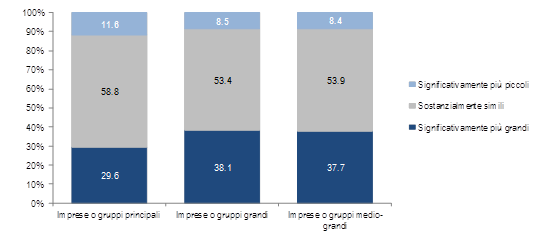 100%
90%
80%
70%
60%
50%
40%
30%
20%
10%
0%
11.6
8.5
8.4
58.8
53.4
53.9
29.6
38.1
37.7
Imprese o gruppi principali
Imprese o gruppi grandi
Imprese o gruppi medio-
grandi
Significativamente più piccoli
Sostanzialmente simili
Significativamente più grandi